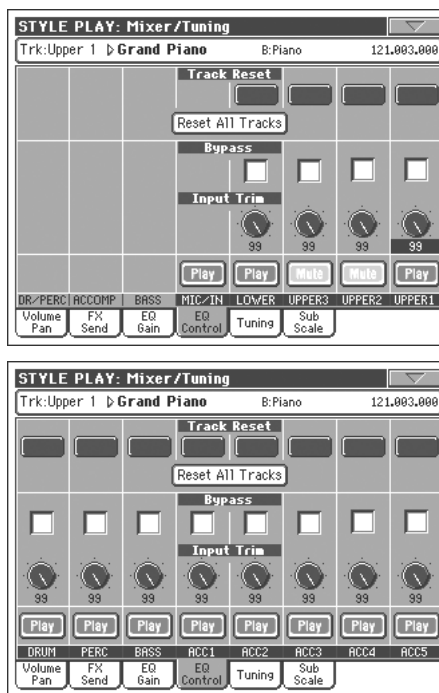 STYLE PLAY: Mixer/Tuning
Trk:Upper 1 ▷Grand Piano B:Piano 121.003.000
Track Reset
Reset All Tracks
Bypass
Input Trim
99 99 99 99
Play Play Mute Mute Play
DR/PERC ACCOMP BASS MIC/IN LOWER UPPER3 UPPER2 UPPER1
Volume Pan FX Send EQ Gain EQ Control Tuning Sub Scale
STYLE PLAY: Mixer/Tuning
Trk:Upper 1 ▷Grand Piano B:Piano 121.003.000
Track Reset
Reset All Tracks
Bypass
Input Trim
99 99 99 99 99 99 99 99
Play Play Play Play Play Play Play Play
DRUM PERC BASS ACC1 ACC2 ACC3 ACC4 ACC5
Volume Pan FX Send EQ Gain EQ Control Tuning Sub Scale